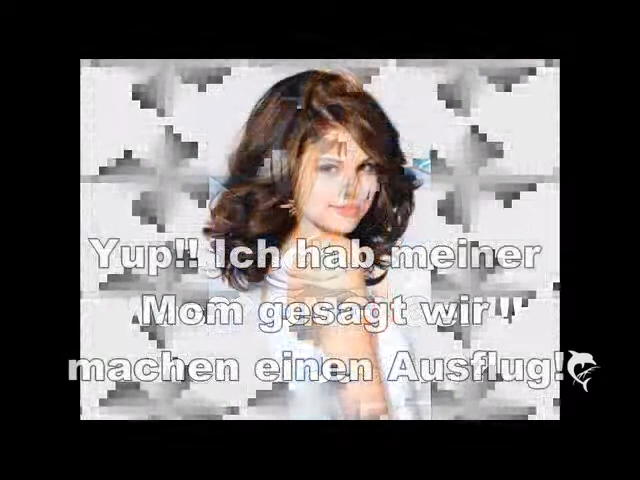 Yup!! Ich hab meiner
Mom gesagt wir
machen einen Ausflug!